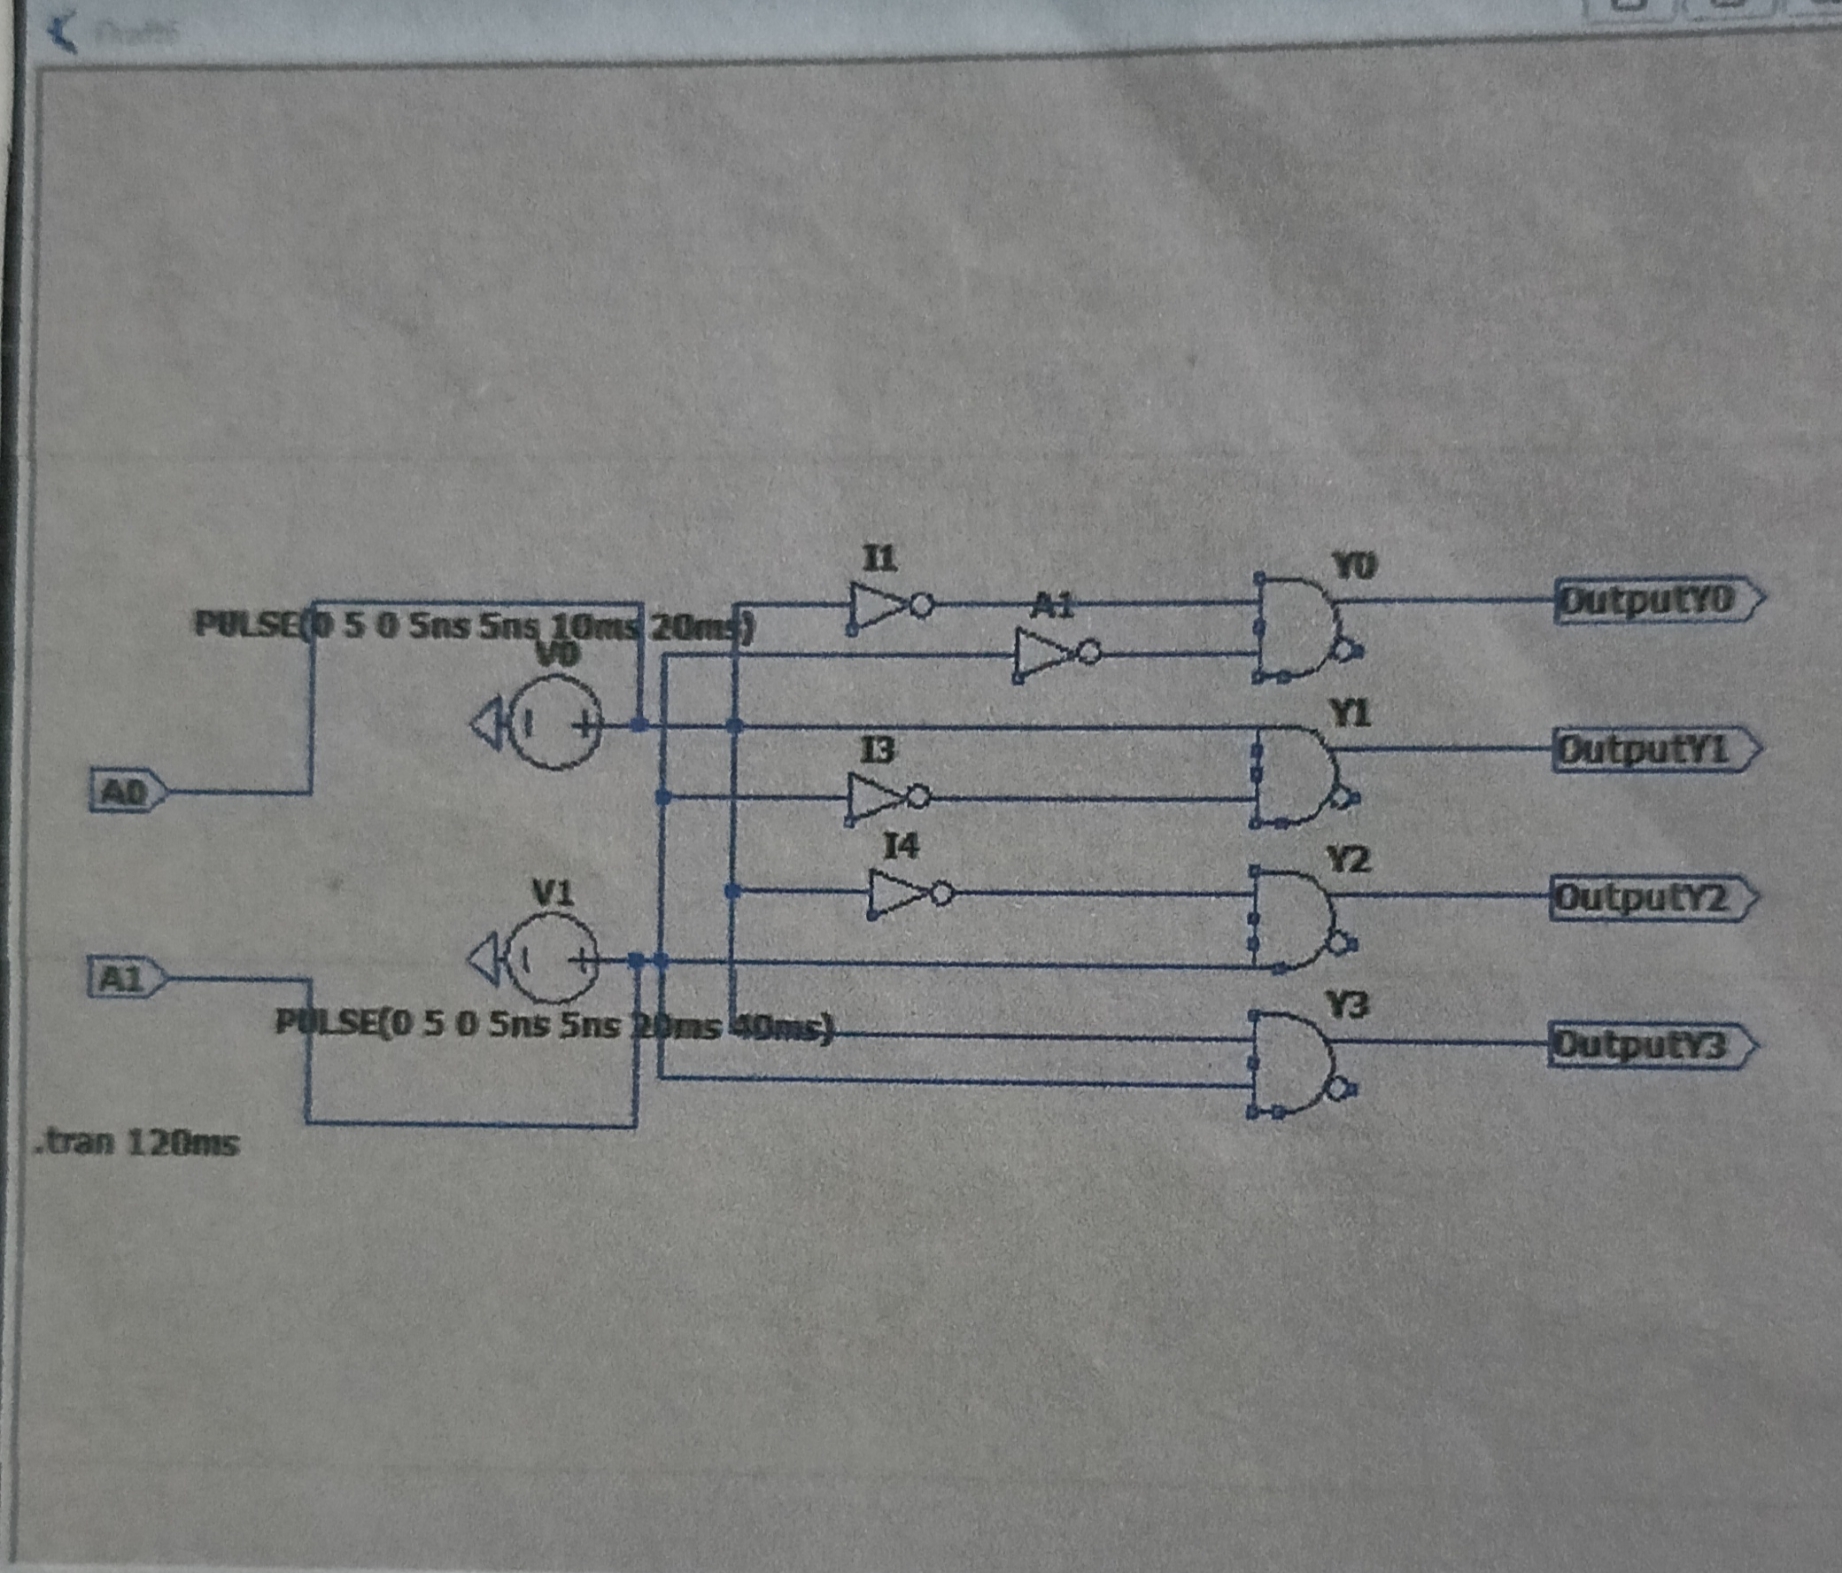 Draft6
I1
Y0
A1
OutputY0
PULSE(0 5 0 5ns 5ns 10ms 20ms)
V0
Y1
I3
OutputY1
A0
I4
Y2
V1
OutputY2
A1
Y3
PULSE(0 5 0 5ns 5ns 20ms 40ms)
OutputY3
.tran 120ms